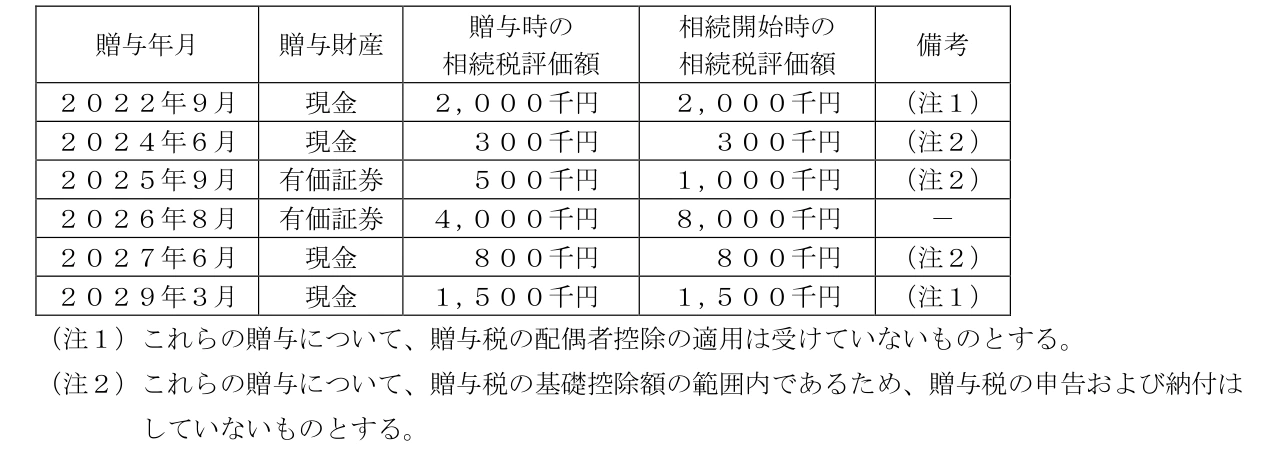 贈与年月 贈与財産 贈与時の相続税評価額 相続開始時の相続税評価額 備考
２０２２年９月 現金 ２,０００千円 ２,０００千円 （注１）
２０２４年６月 現金 ３００千円 ３００千円 （注２）
２０２５年９月 有価証券 ５００千円 １,０００千円 （注２）
２０２６年８月 有価証券 ４,０００千円 ８,０００千円 －
２０２７年６月 現金 ８００千円 ８００千円 （注２）
２０２９年３月 現金 １,５００千円 １,５００千円 （注１）
（注１）これらの贈与について、贈与税の配偶者控除の適用は受けていないものとする。
（注２）これらの贈与について、贈与税の基礎控除額の範囲内であるため、贈与税の申告および納付は
していないものとする。